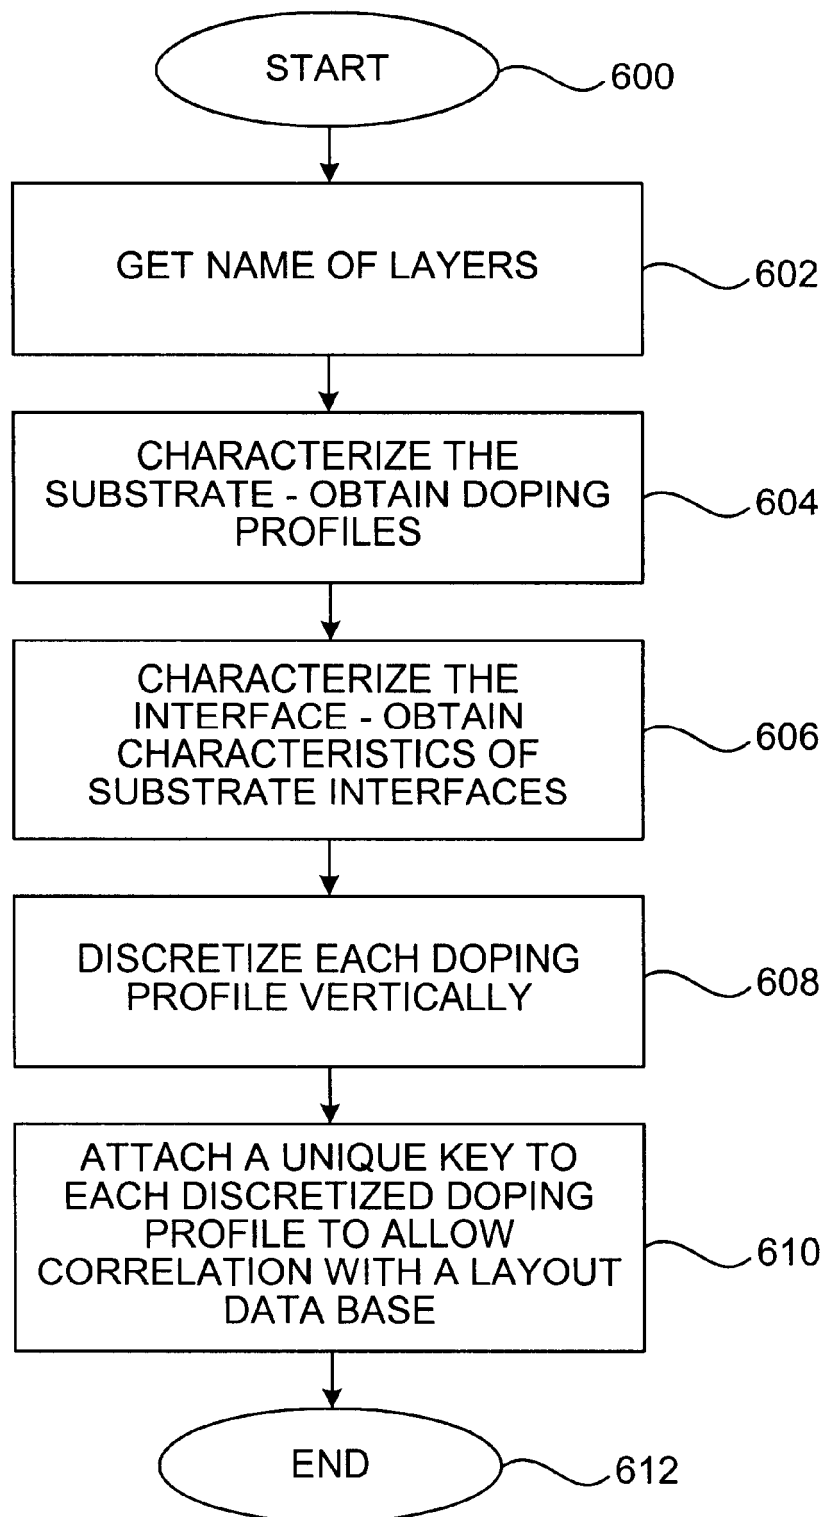 START
600
GET NAME OF LAYERS
602
CHARACTERIZE THE
SUBSTRATE - OBTAIN DOPING
PROFILES
604
CHARACTERIZE THE
INTERFACE - OBTAIN
CHARACTERISTICS OF
SUBSTRATE INTERFACES
606
DISCRETIZE EACH DOPING
PROFILE VERTICALLY
608
ATTACH A UNIQUE KEY TO
EACH DISCRETIZED DOPING
PROFILE TO ALLOW
CORRELATION WITH A LAYOUT
DATA BASE
610
END
612